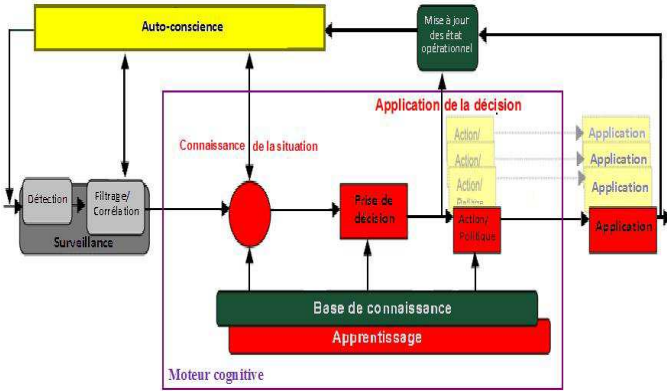 Auto-conscience
Mise à jour
des état
opérationnel
Application de la décision
Action/
Application
Connaissance de la situation
Action/
Application
Action/
Application
Détection
Filtrage/
Corrélation
Prise de
décision
Action/
Politique
Application
Surveillance
Base de connaissance
Apprentissage
Moteur cognitive